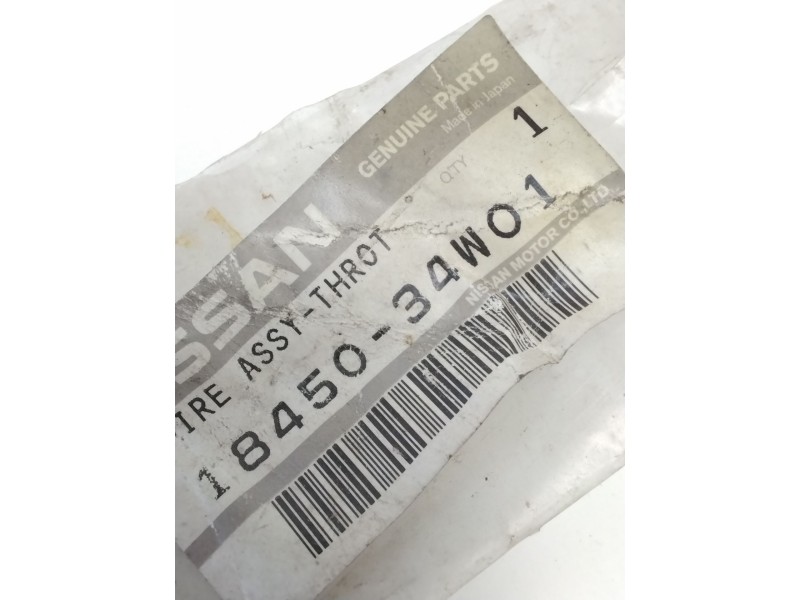 GENUINE PARTS
Made in Japan
SSAN
QTY 1
IRE ASSY-THROT
18450-34W01
NISSAN MOTOR CO.,LTD.